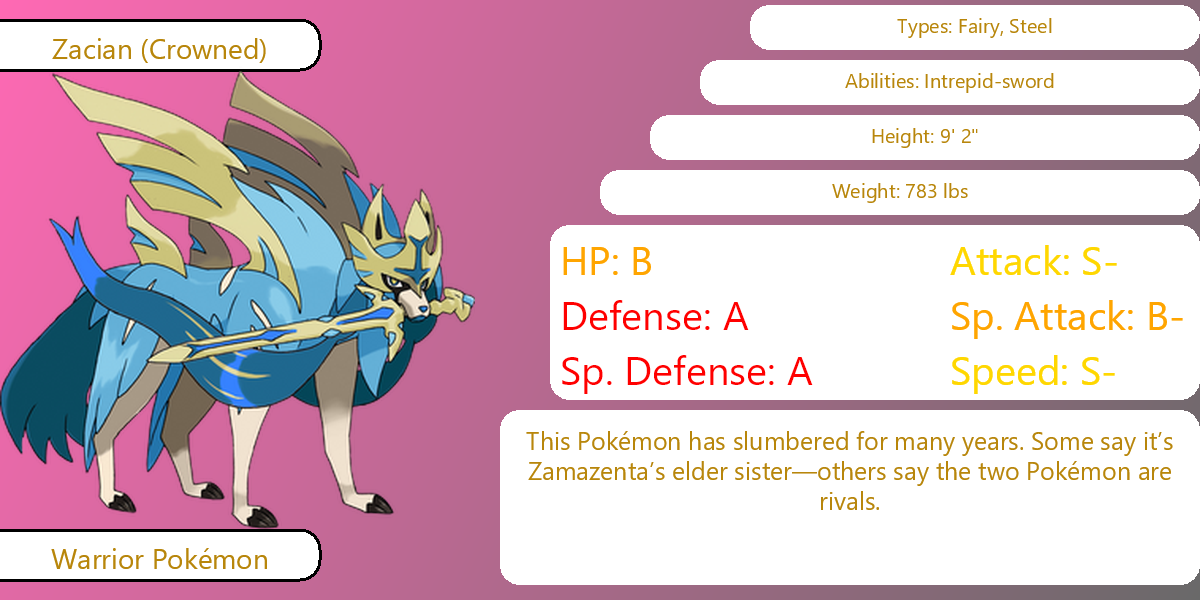 Zacian (Crowned)
Types: Fairy, Steel
Abilities: Intrepid-sword
Height: 9' 2"
Weight: 783 lbs
HP: B
Attack: S-
Defense: A
Sp. Attack: B-
Sp. Defense: A
Speed: S-
This Pokémon has slumbered for many years. Some say it’s
Zamazenta’s elder sister—others say the two Pokémon are
rivals.
Warrior Pokémon